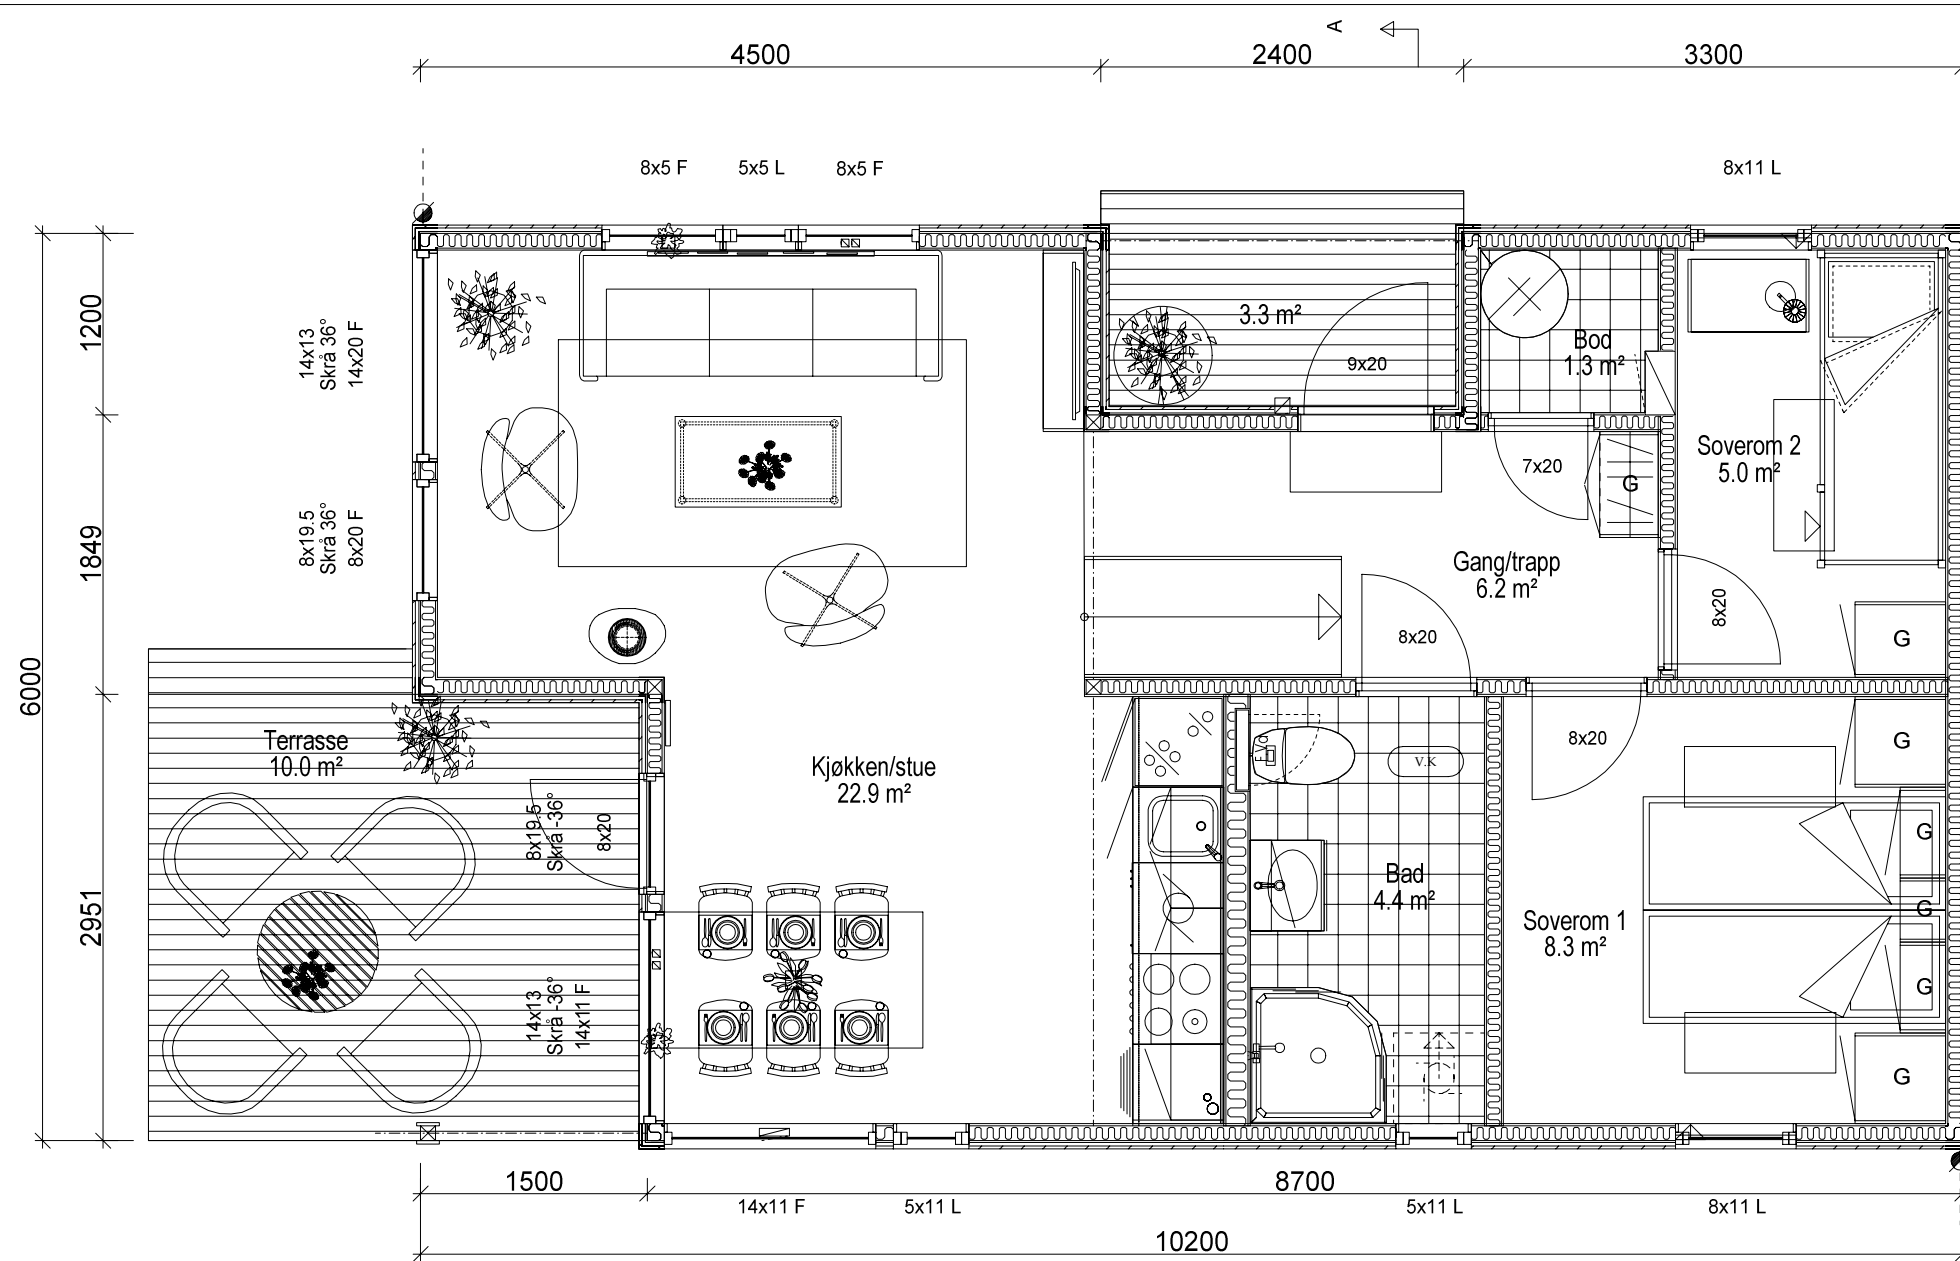 A
4500
2400
3300
8x5 F
5x5 L
8x5 F
8x11 L
1200
14x13
Skrå 36°
14x20 F
3.3 m²
9x20
Bod
1.3 m²
Soverom 2
5.0 m²
7x20
G
1849
8x19.5
Skrå 36°
8x20 F
Gang/trapp
6.2 m²
8x20
8x20
G
6000
Terrasse
10.0 m²
Kjøkken/stue
22.9 m²
V.K
8x20
G
8x19.5
Skrå -36°
8x20
G
Bad
4.4 m²
2951
Soverom 1
8.3 m²
G
G
14x13
Skrå -36°
14x11 F
G
1500
8700
14x11 F
5x11 L
5x11 L
8x11 L
10200